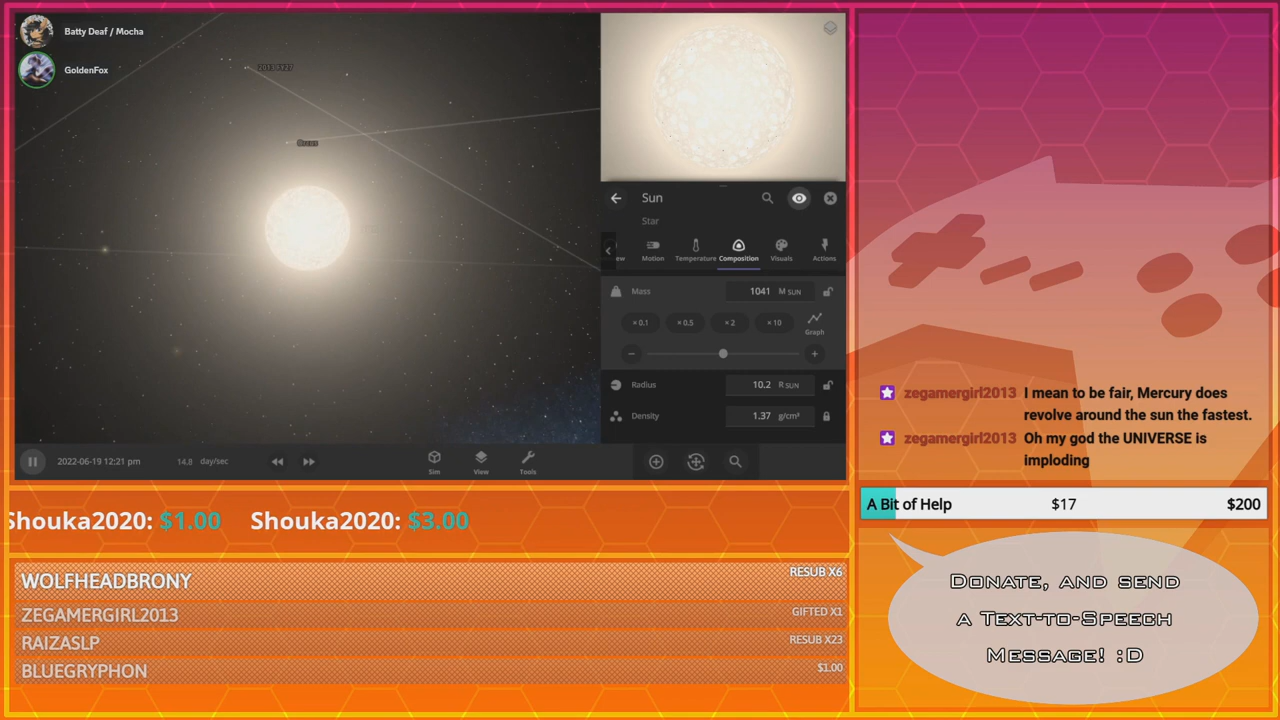 Batty Deaf / Mocha
GoldenFox
2013 FX27
Orcus
Sun
Star
ew
Motion
Temperature
Composition
Visuals
Actions
Mass
1041 M SUN
× 0.1
× 0.5
× 2
× 10
Graph
Radius
10.2 R SUN
Density
1.37 g/cm³
2022-06-19 12:21 pm
14.8 day/sec
Sim
View
Tools
zegamergirl2013 I mean to be fair, Mercury does
revolve around the sun the fastest.
zegamergirl2013 Oh my god the UNIVERSE is
imploding
A Bit of Help $17 $200
Shouka2020: $1.00 Shouka2020: $3.00
WOLFHEADBRONY RESUB X6
ZEGAMERGIRL2013 GIFTED X1
RAIZASLP RESUB X23
BLUEGRYPHON $1.00
Donate, and send
a Text-to-Speech
Message! :D